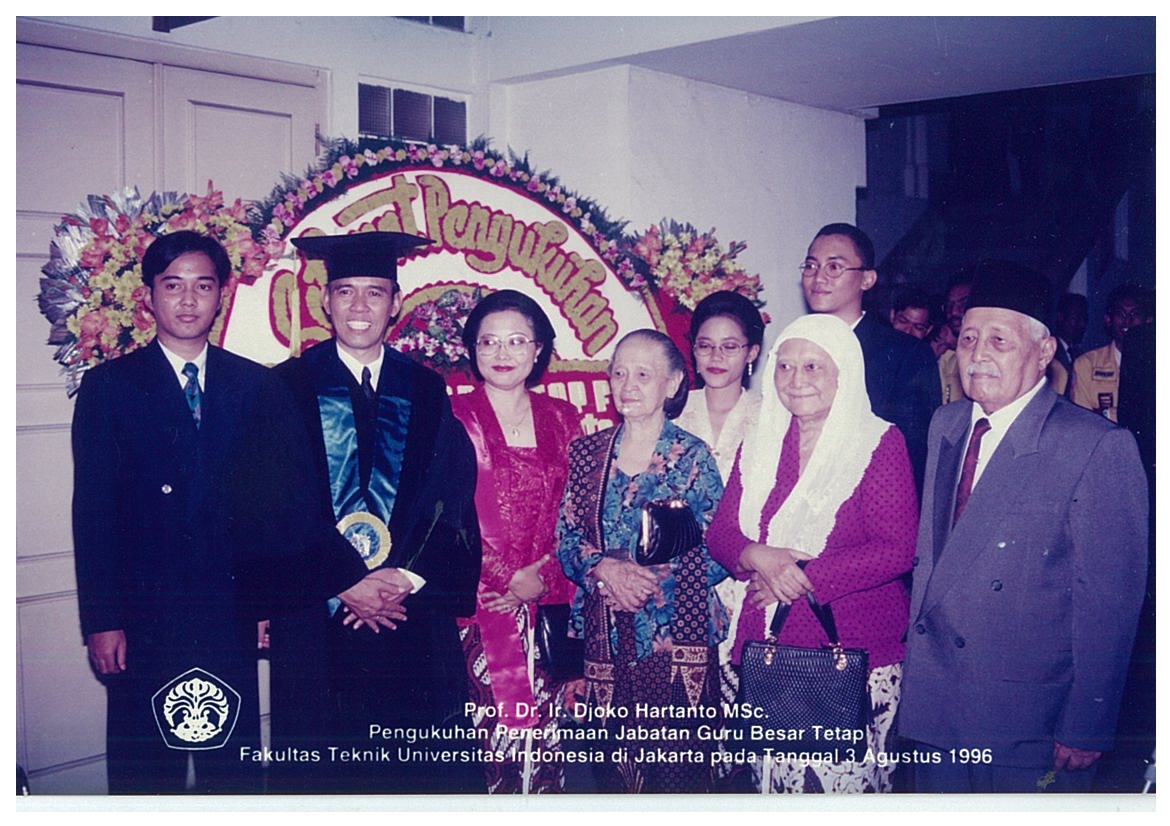 Selamat Pengukuhan
Prof. Dr. Ir. Djoko Hartanto MSc.
Pengukuhan Penerimaan Jabatan Guru Besar Tetap
Fakultas Teknik Universitas Indonesia di Jakarta pada Tanggal 3 Agustus 1996